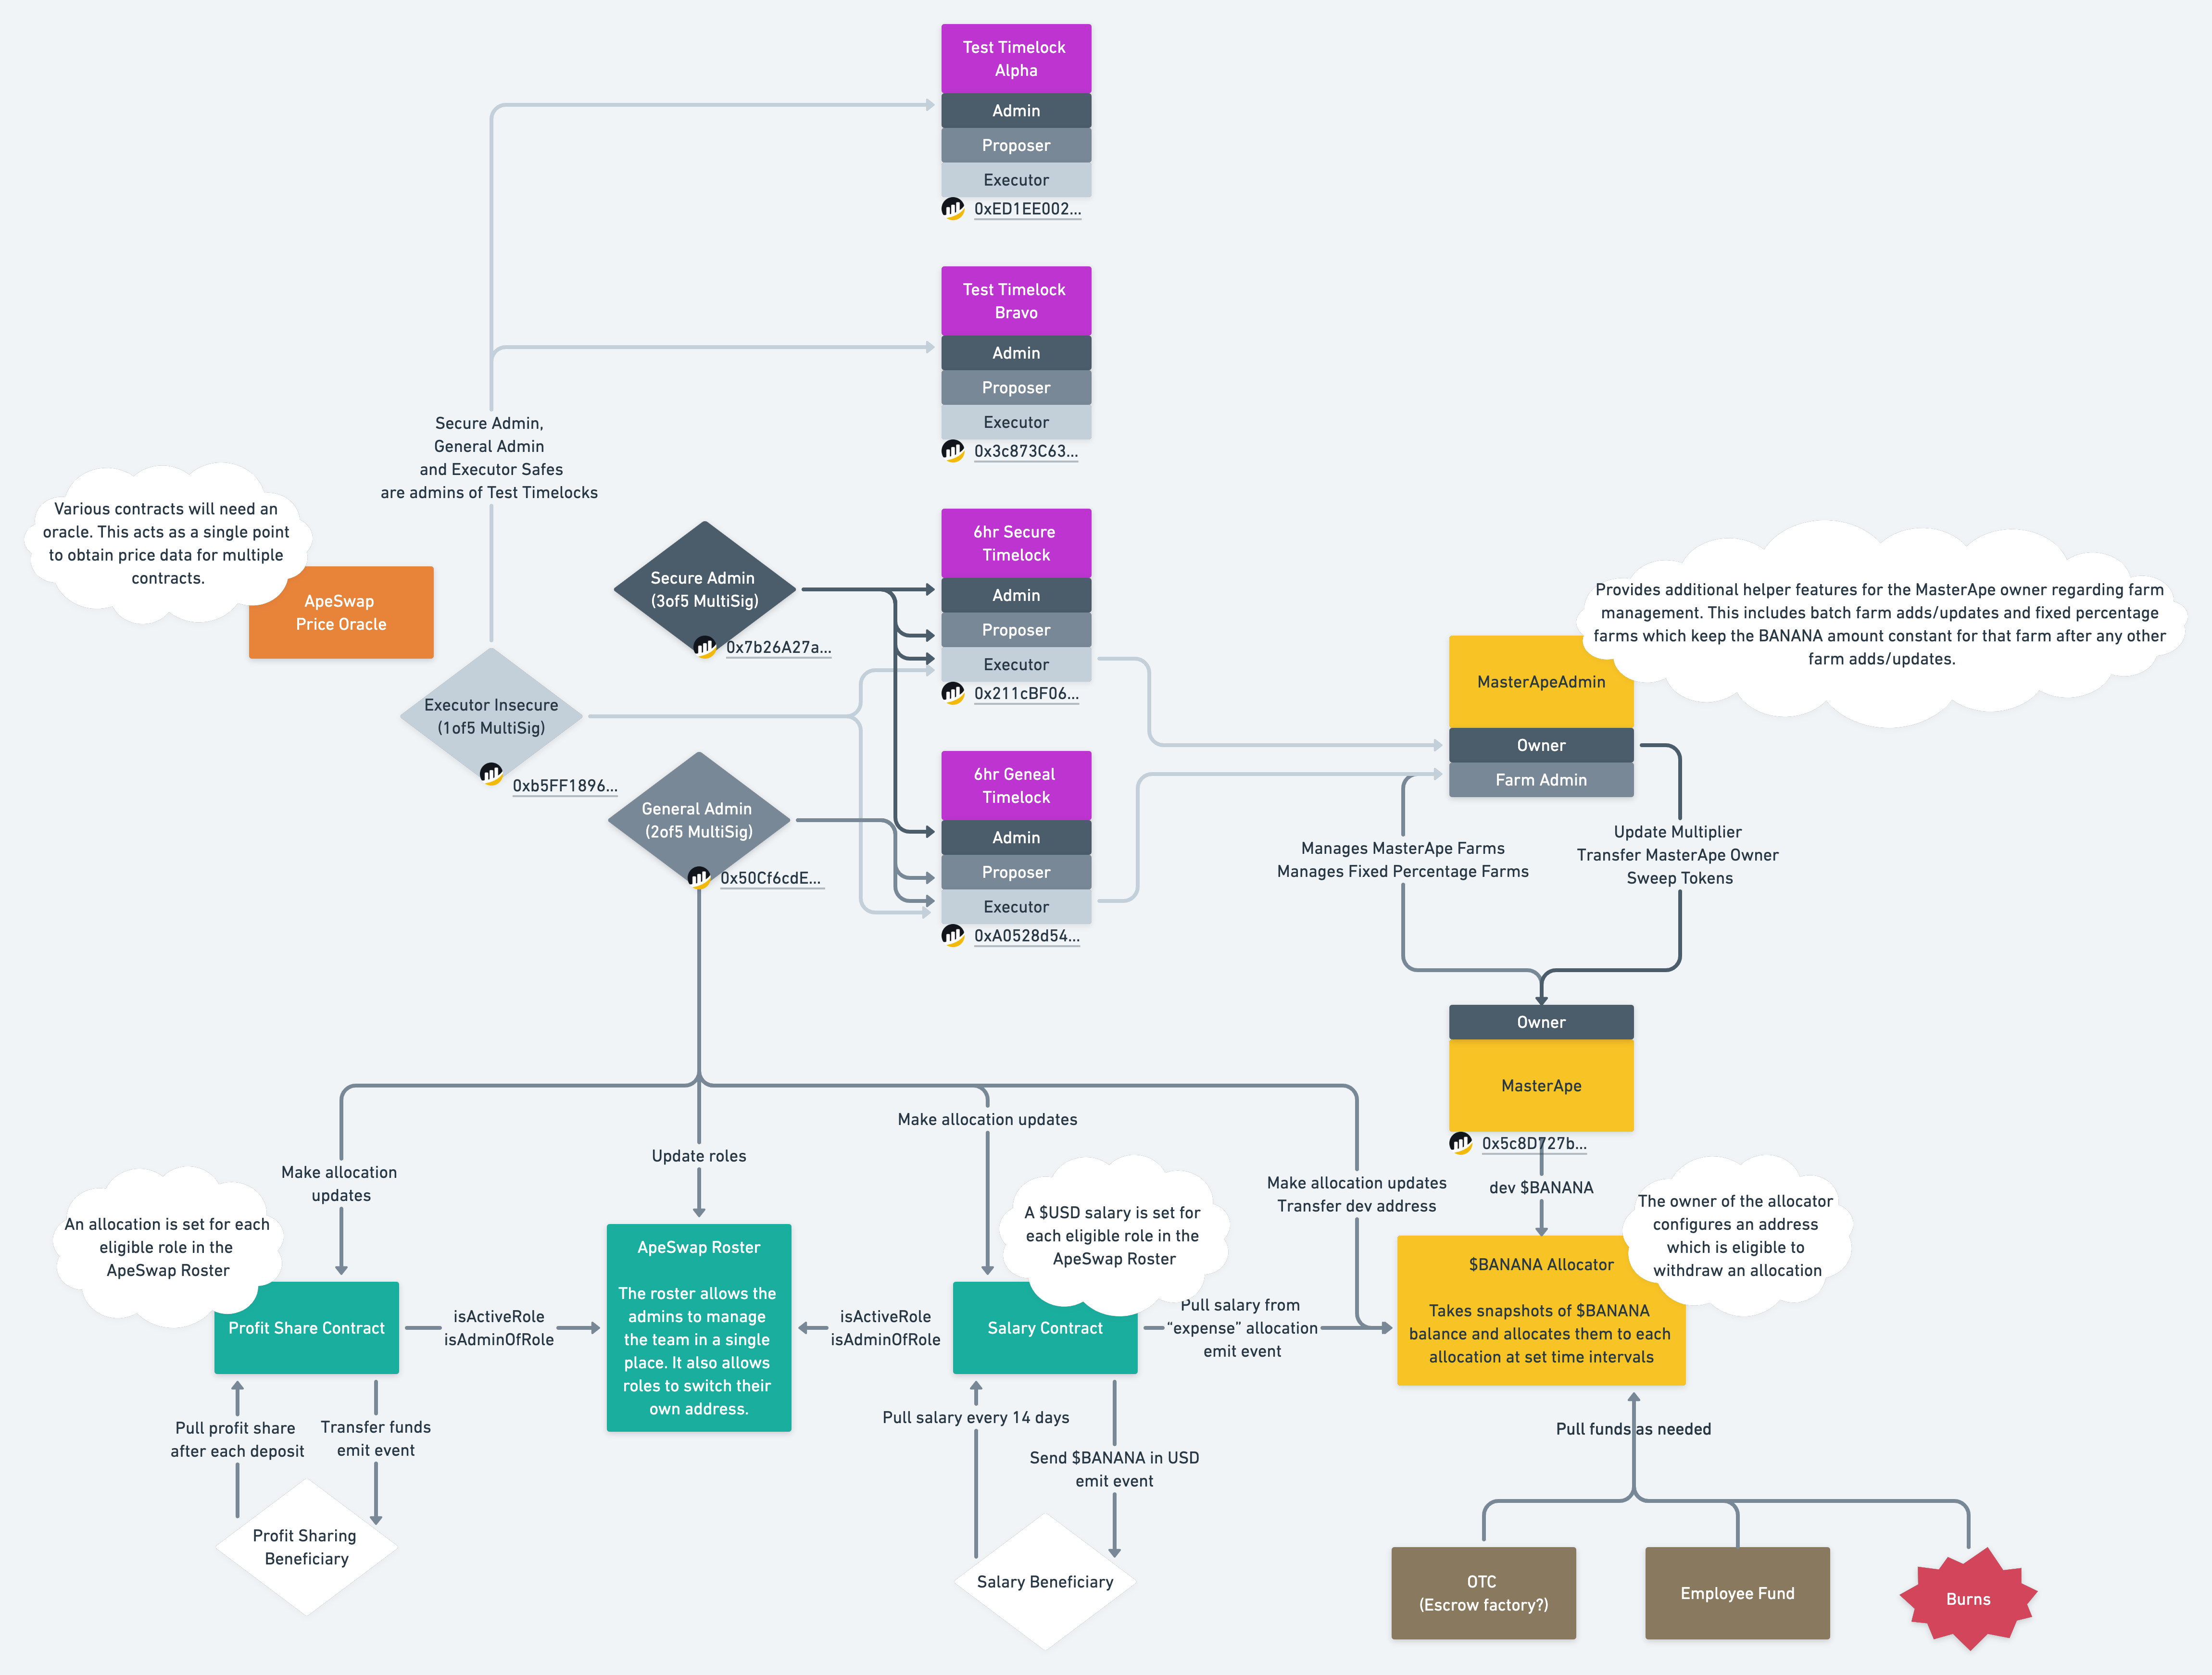 Test Timelock
Alpha
Admin
Proposer
Executor
0xED1EE002...
Test Timelock
Bravo
Admin
Proposer
Executor
0x3c873C63...
Secure Admin,
General Admin
and Executor Safes
are admins of Test Timelocks
Various contracts will need an
oracle. This acts as a single point
to obtain price data for multiple
contracts.
ApeSwap
Price Oracle
Secure Admin
(3of5 MultiSig)
0x7b26A27a...
6hr Secure
Timelock
Admin
Proposer
Executor
0x211cBF06...
Executor Insecure
(1of5 MultiSig)
0xb5FF1896...
General Admin
(2of5 MultiSig)
0x50Cf6cdE...
6hr Geneal
Timelock
Admin
Proposer
Executor
0xA0528d54...
Provides additional helper features for the MasterApe owner regarding farm
management. This includes batch farm adds/updates and fixed percentage
farms which keep the BANANA amount constant for that farm after any other
farm adds/updates.
MasterApeAdmin
Owner
Farm Admin
Manages MasterApe Farms
Manages Fixed Percentage Farms
Update Multiplier
Transfer MasterApe Owner
Sweep Tokens
Owner
MasterApe
0x5c8D727b...
dev $BANANA
Make allocation
updates
Update roles
Make allocation updates
Make allocation updates
Transfer dev address
An allocation is set for each
eligible role in the
ApeSwap Roster
Profit Share Contract
isActiveRole
isAdminOfRole
ApeSwap Roster
The roster allows the
admins to manage
the team in a single
place. It also allows
roles to switch their
own address.
isActiveRole
isAdminOfRole
A $USD salary is set for
each eligible role in the
ApeSwap Roster
Salary Contract
Pull salary from
“expense” allocation
emit event
The owner of the allocator
configures an address
which is eligible to
withdraw an allocation
$BANANA Allocator
Takes snapshots of $BANANA
balance and allocates them to each
allocation at set time intervals
Pull profit share
after each deposit
Transfer funds
emit event
Profit Sharing
Beneficiary
Pull salary every 14 days
Send $BANANA in USD
emit event
Salary Beneficiary
Pull funds as needed
OTC
(Escrow factory?)
Employee Fund
Burns